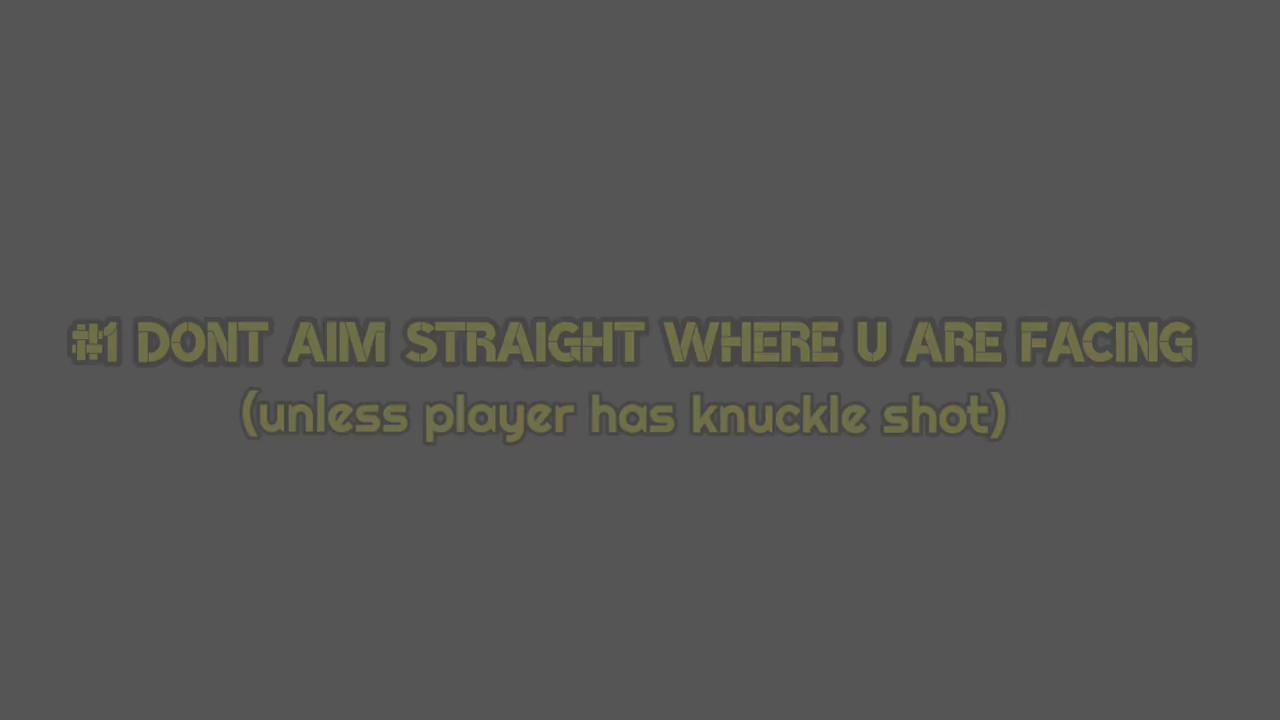 #1 DONT AIM STRAIGHT WHERE U ARE FACING
(unless player has knuckle shot)